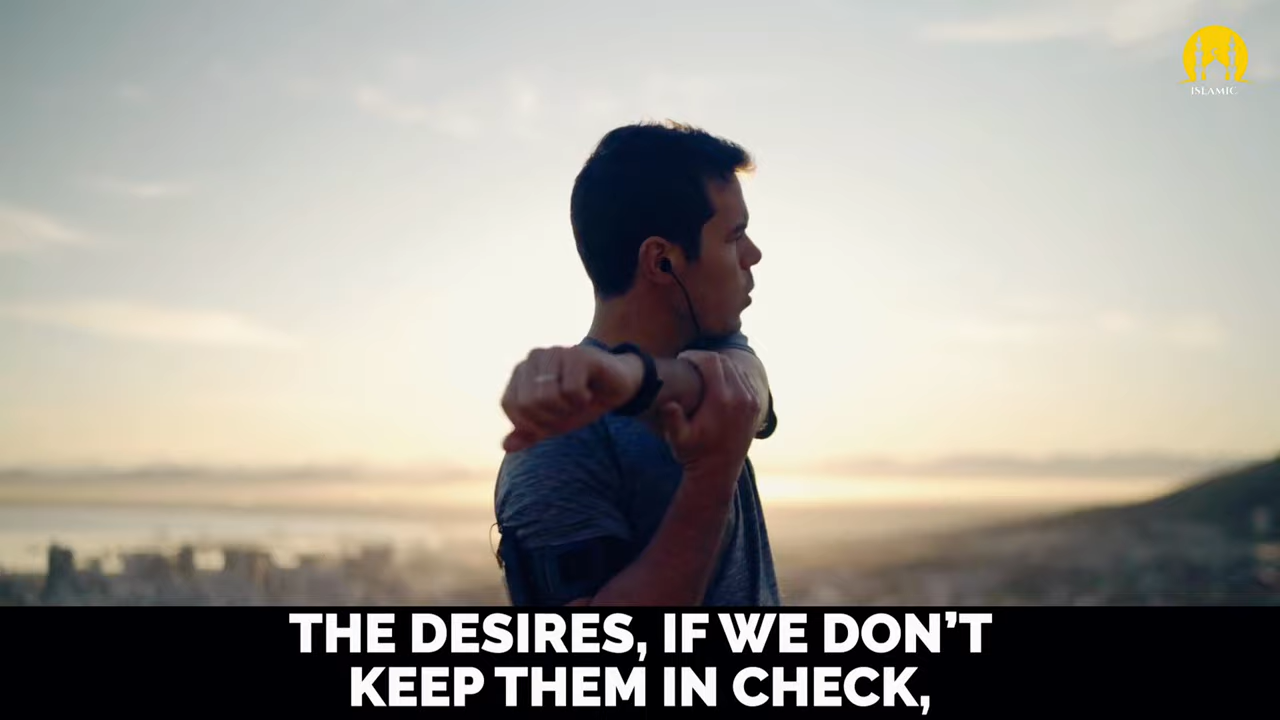 ISLAMIC
THE DESIRES, IF WE DON'T
KEEP THEM IN CHECK,